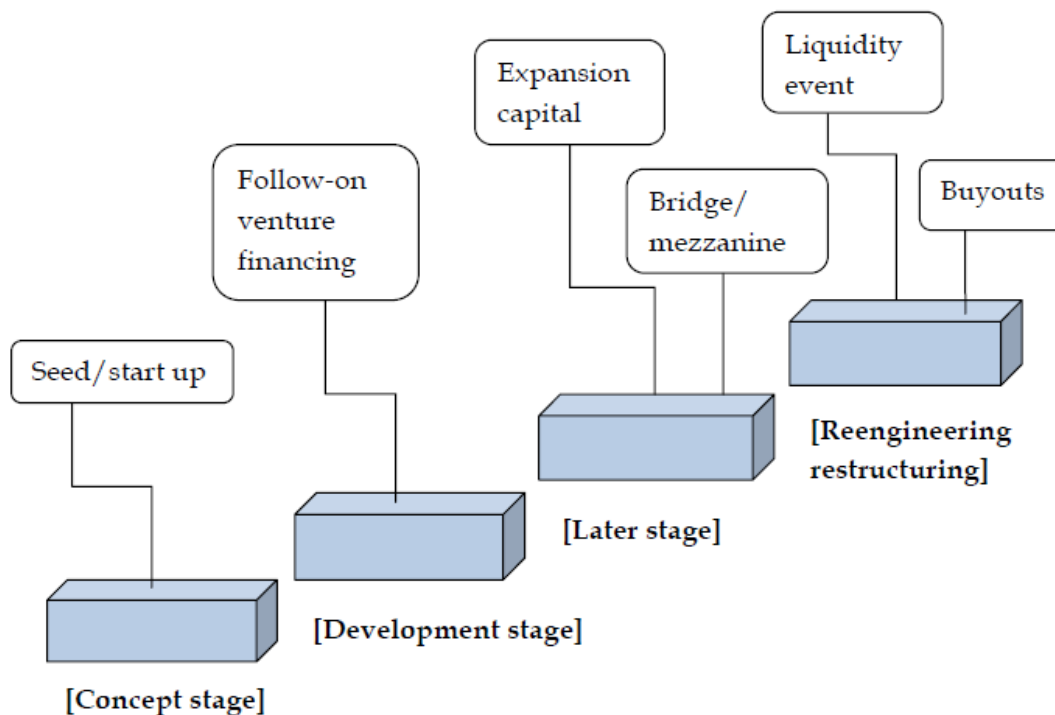 Liquidity
event
Expansion
capital
Buyouts
Bridge/
mezzanine
Follow-on
venture
financing
Seed/start up
[Reengineering
restructuring]
[Later stage]
[Development stage]
[Concept stage]